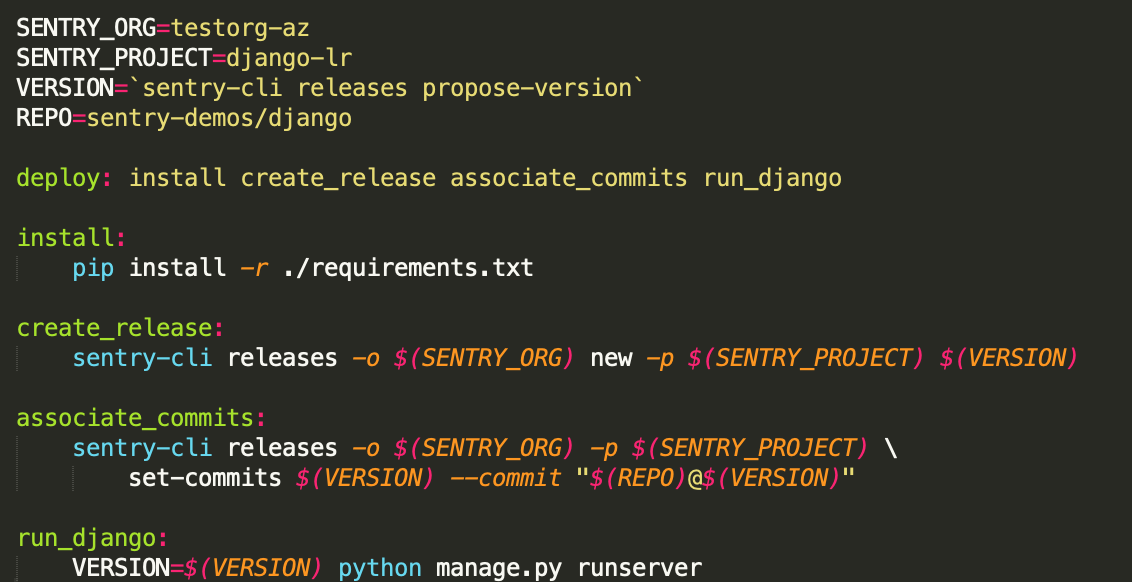 SENTRY_ORG=testorg-az
SENTRY_PROJECT=django-lr
VERSION=`sentry-cli releases propose-version`
REPO=sentry-demos/django

deploy: install create_release associate_commits run_django

install:
    pip install -r ./requirements.txt

create_release:
    sentry-cli releases -o $(SENTRY_ORG) new -p $(SENTRY_PROJECT) $(VERSION)

associate_commits:
    sentry-cli releases -o $(SENTRY_ORG) -p $(SENTRY_PROJECT) \
        set-commits $(VERSION) --commit "$(REPO)@$(VERSION)"

run_django:
    VERSION=$(VERSION) python manage.py runserver